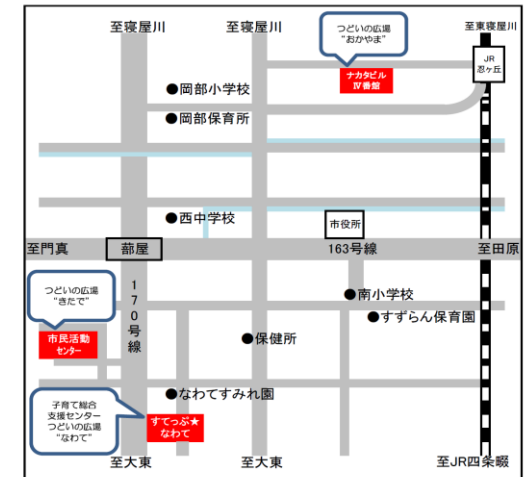 至寝屋川
至寝屋川
つどいの広場
“おかやま”
至東寝屋川
JR
忍ヶ丘
ナカタビル
Ⅳ番館
●岡部小学校
●岡部保育所
●西中学校
市役所
至門真
蔀屋
163号線
至田原
170号線
つどいの広場
“きたで”
●南小学校
●すずらん保育園
市民活動
センター
●保健所
●なわてすみれ園
子育て総合
支援センター
つどいの広場
“なわて”
すてっぷ★
なわて
至大東
至大東
至JR四条畷